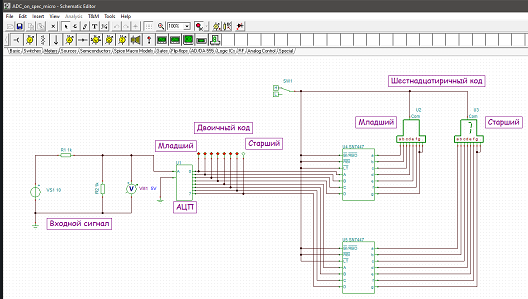 ADC_on_spec_micro - Schematic Editor
File Edit Insert View Analysis T&M Tools Help
100%
Basic Switches Meters Sources Semiconductors Spice Macro Models Gates Flip-flops AD/DA/555 Logic ICs RF Analog Control Special
SW1
Шестнадцатиричный код
Младший
U2
Com
U3
Com
Старший
a b c d e f g
a b c d e f g
Двоичный код
Младший
Старший
R1 1k
U1
U4 SN7447
VS1 10
V
VM1 5V
АЦП
Входной сигнал
U5 SN7447